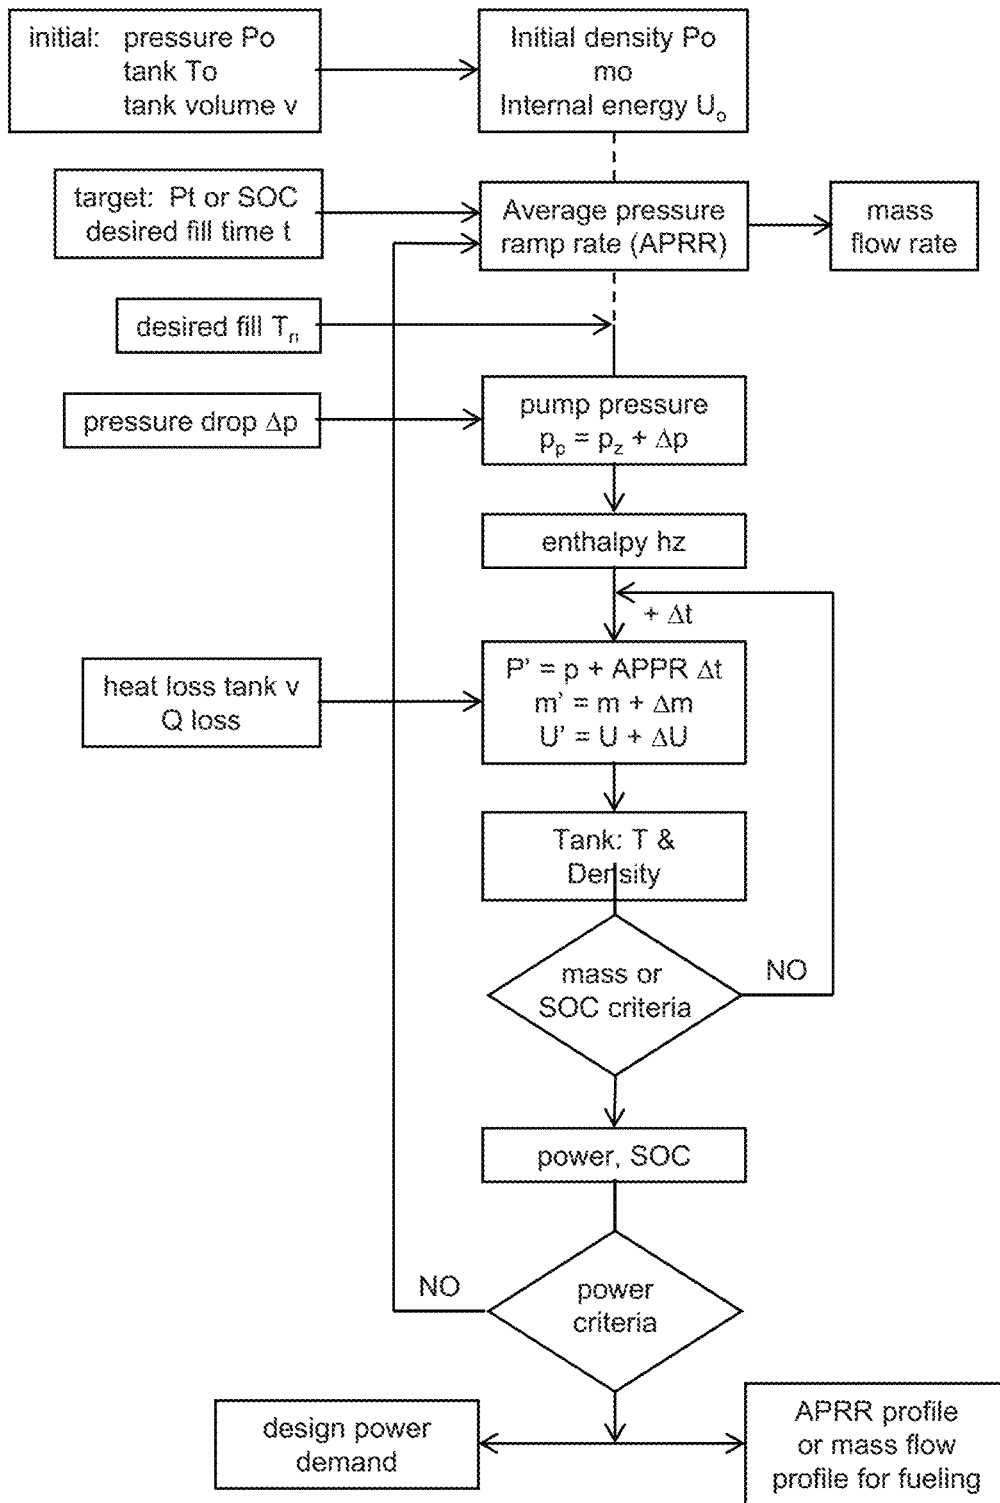 initial: pressure Po
tank To
tank volume v
Initial density Po
mo
Internal energy Uₒ
target: Pt or SOC
desired fill time t
Average pressure
ramp rate (APRR)
mass
flow rate
desired fill Tₙ
pressure drop Δp
pump pressure
pₚ = p_z + Δp
enthalpy hz
+ Δt
heat loss tank v
Q loss
P' = p + APPR Δt
m' = m + Δm
U' = U + ΔU
Tank: T &
Density
mass or
SOC criteria
NO
power, SOC
NO
power
criteria
design power
demand
APRR profile
or mass flow
profile for fueling